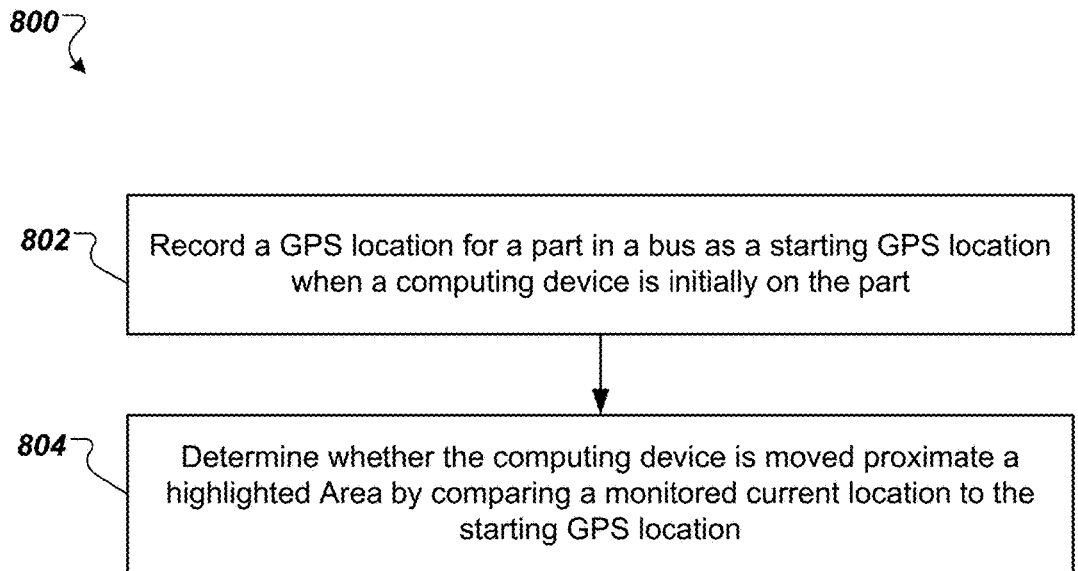 800
802
Record a GPS location for a part in a bus as a starting GPS location
when a computing device is initially on the part
804
Determine whether the computing device is moved proximate a
highlighted Area by comparing a monitored current location to the
starting GPS location